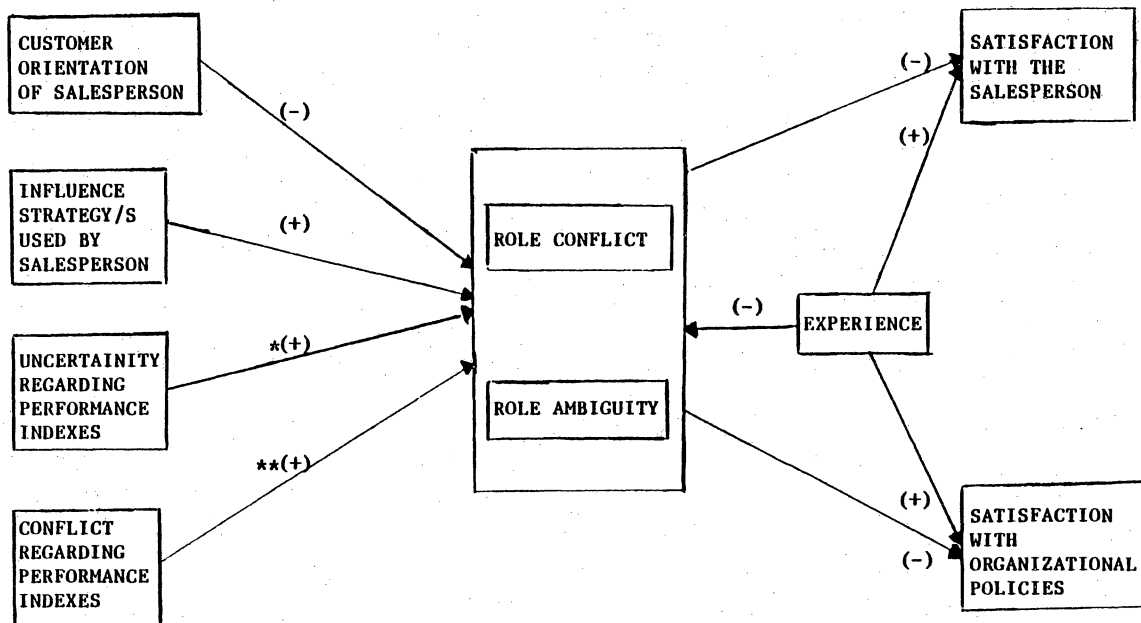 CUSTOMER
ORIENTATION
OF SALESPERSON
(-)
INFLUENCE
STRATEGY/S
USED BY
SALESPERSON
(+)
UNCERTAINITY
REGARDING
PERFORMANCE
INDEXES
*(+)
CONFLICT
REGARDING
PERFORMANCE
INDEXES
**(+)
ROLE CONFLICT
ROLE AMBIGUITY
(-)
EXPERIENCE
(-)
(+)
SATISFACTION
WITH THE
SALESPERSON
(+)
(-)
SATISFACTION
WITH
ORGANIZATIONAL
POLICIES